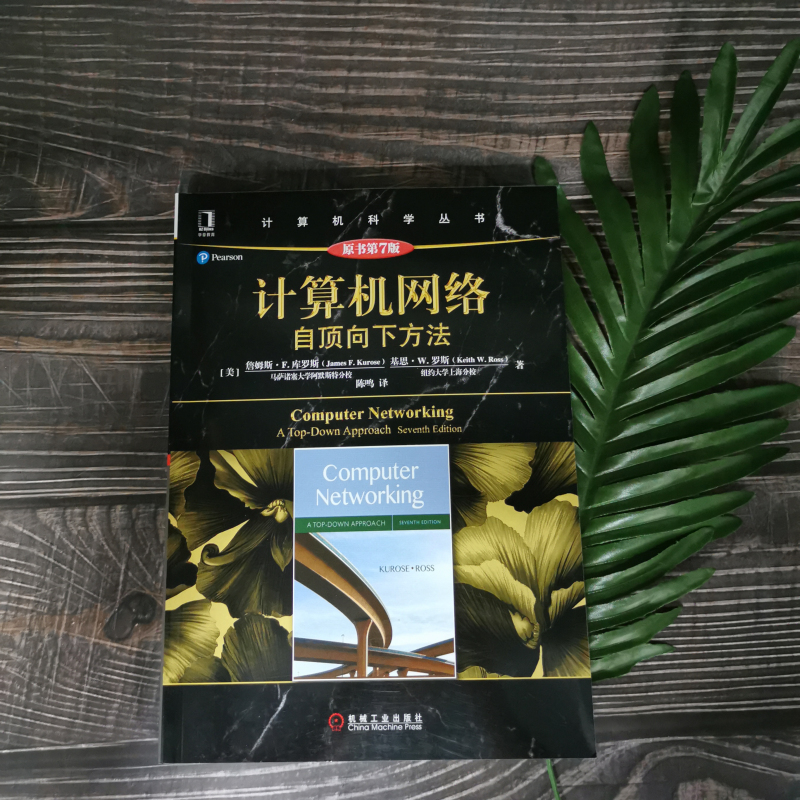 计算机科学丛书
华章教育
Pearson
原书第7版
计算机网络
自顶向下方法
[美] 詹姆斯·F. 库罗斯(James F. Kurose) 基思·W. 罗斯(Keith W. Ross) 著
马萨诸塞大学阿默斯特分校 纽约大学上海分校
陈鸣 译
Computer Networking
A Top-Down Approach Seventh Edition
Computer
Networking
A TOP-DOWN APPROACH SEVENTH EDITION
KUROSE • ROSS
机械工业出版社
China Machine Press